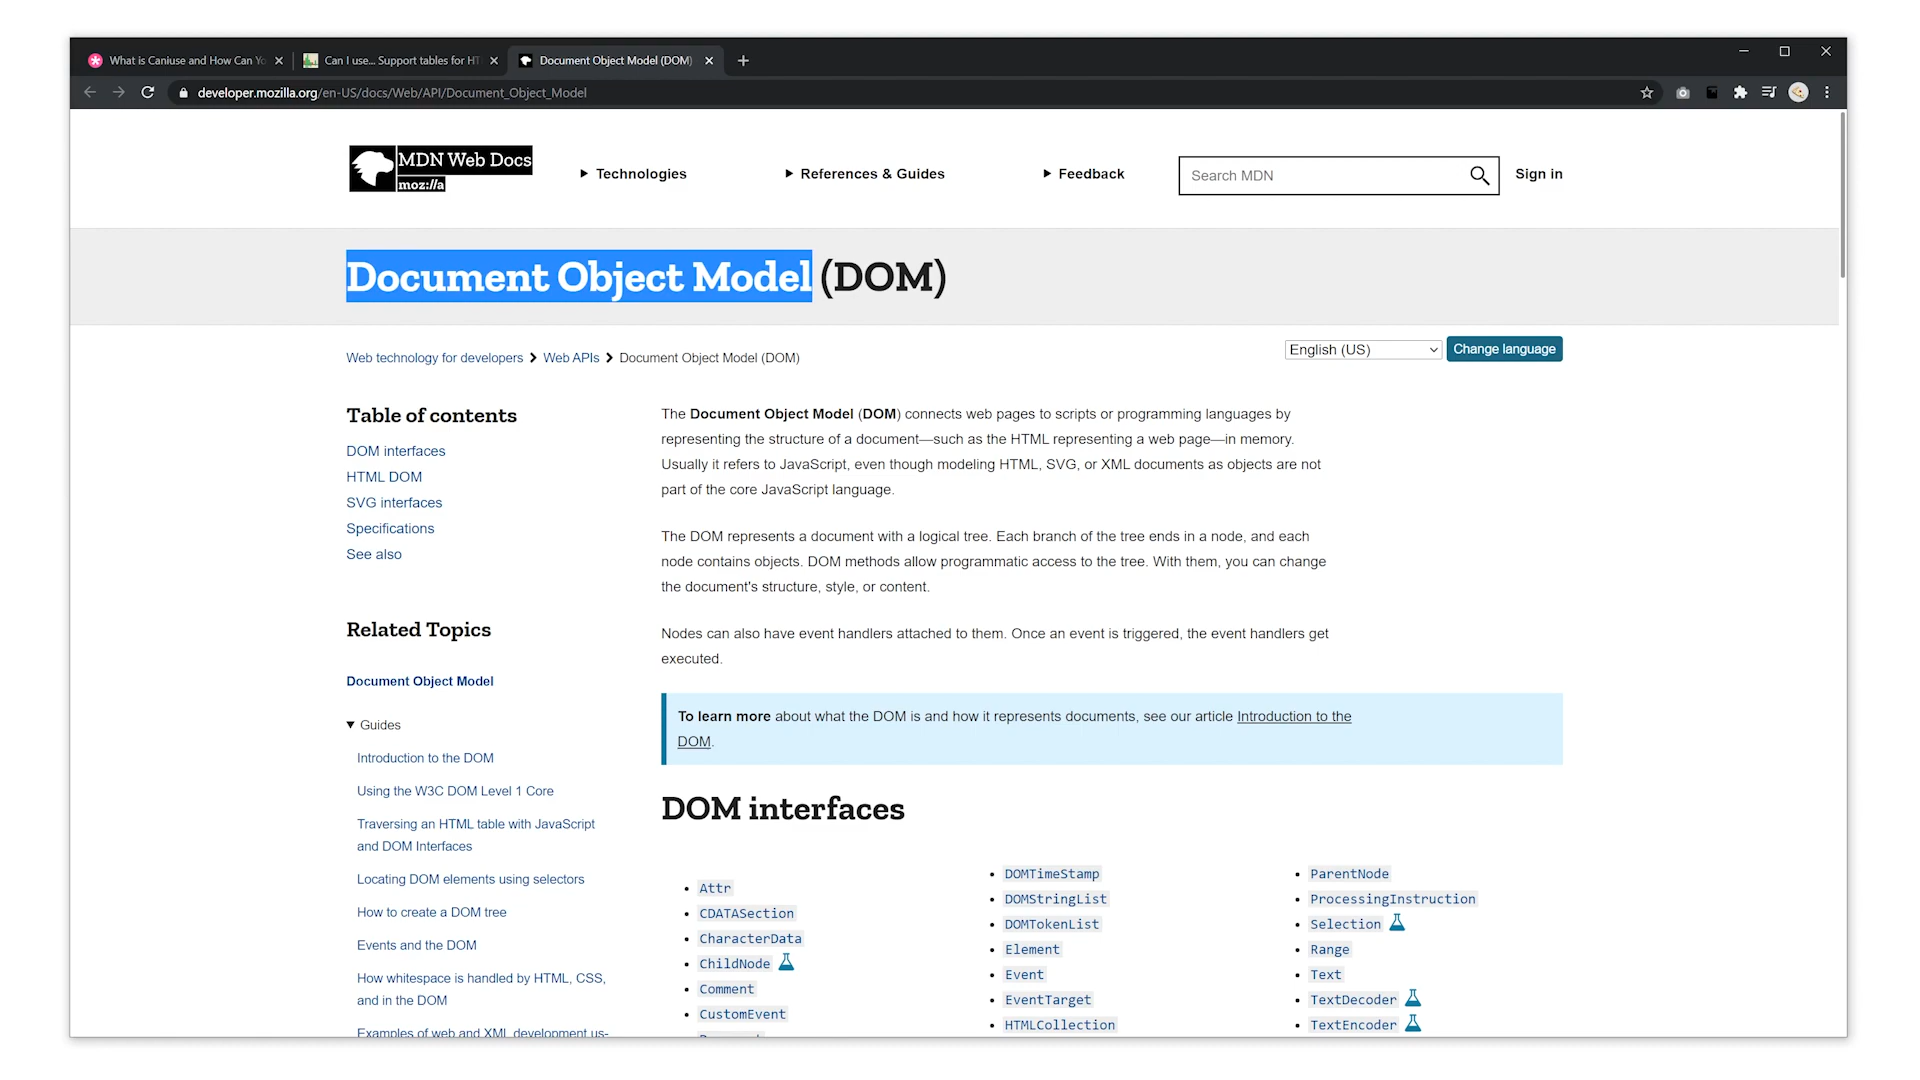 What is Caniuse and How Can Yo
Can I use... Support tables for HT
Document Object Model (DOM)
developer.mozilla.org/en-US/docs/Web/API/Document_Object_Model
MDN Web Docs
moz://a
Technologies
References & Guides
Feedback
Search MDN
Sign in
Document Object Model (DOM)
Web technology for developers
Web APIs
Document Object Model (DOM)
English (US)
Change language
Table of contents
DOM interfaces
HTML DOM
SVG interfaces
Specifications
See also
Related Topics
Document Object Model
Guides
Introduction to the DOM
Using the W3C DOM Level 1 Core
Traversing an HTML table with JavaScript
and DOM Interfaces
Locating DOM elements using selectors
How to create a DOM tree
Events and the DOM
How whitespace is handled by HTML, CSS,
and in the DOM
Examples of web and XML development us-
The Document Object Model (DOM) connects web pages to scripts or programming languages by
representing the structure of a document—such as the HTML representing a web page—in memory.
Usually it refers to JavaScript, even though modeling HTML, SVG, or XML documents as objects are not
part of the core JavaScript language.
The DOM represents a document with a logical tree. Each branch of the tree ends in a node, and each
node contains objects. DOM methods allow programmatic access to the tree. With them, you can change
the document's structure, style, or content.
Nodes can also have event handlers attached to them. Once an event is triggered, the event handlers get
executed.
To learn more about what the DOM is and how it represents documents, see our article Introduction to the
DOM.
DOM interfaces
Attr
CDATASection
CharacterData
ChildNode
Comment
CustomEvent
DOMTimeStamp
DOMStringList
DOMTokenList
Element
Event
EventTarget
HTMLCollection
ParentNode
ProcessingInstruction
Selection
Range
Text
TextDecoder
TextEncoder